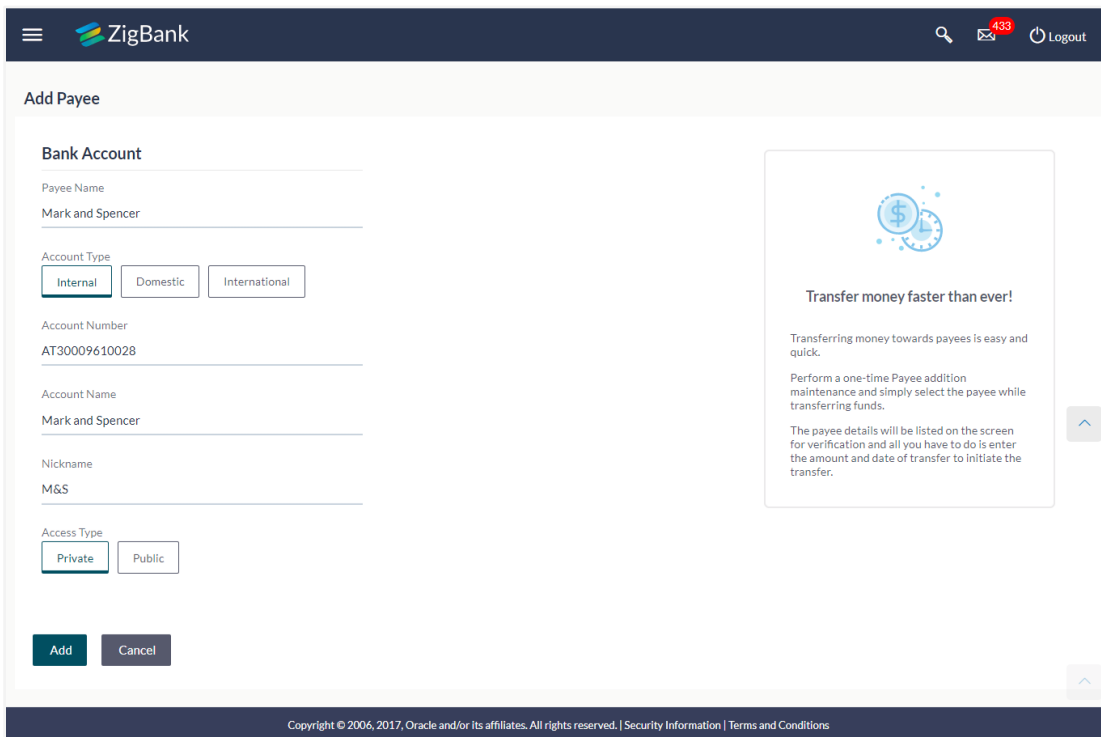 ZigBank
433
Logout
Add Payee
Bank Account
Payee Name
Mark and Spencer
Account Type
Internal Domestic International
Account Number
AT30009610028
Account Name
Mark and Spencer
Nickname
M&S
Access Type
Private Public
Add Cancel
$
Transfer money faster than ever!
Transferring money towards payees is easy and
quick.
Perform a one-time Payee addition
maintenance and simply select the payee while
transferring funds.
The payee details will be listed on the screen
for verification and all you have to do is enter
the amount and date of transfer to initiate the
transfer.
Copyright © 2006, 2017, Oracle and/or its affiliates. All rights reserved. | Security Information | Terms and Conditions